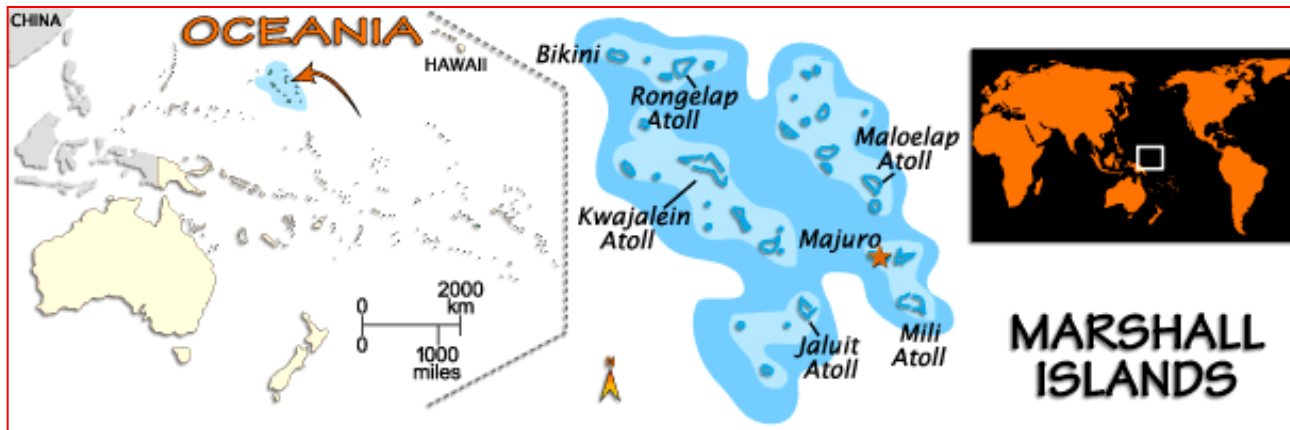 CHINA
OCEANIA
HAWAII
0
2000
km
0
1000
miles
N
Bikini
Rongelap
Atoll
Maloelap
Atoll
Kwajalein
Atoll
Majuro
Jaluit
Atoll
Mili
Atoll
MARSHALL
ISLANDS